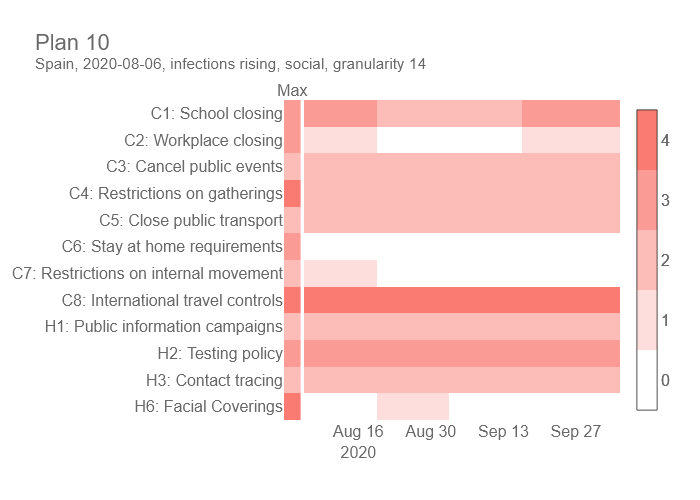 Plan 10
Spain, 2020-08-06, infections rising, social, granularity 14
Max
C1: School closing
C2: Workplace closing
C3: Cancel public events
C4: Restrictions on gatherings
C5: Close public transport
C6: Stay at home requirements
C7: Restrictions on internal movement
C8: International travel controls
H1: Public information campaigns
H2: Testing policy
H3: Contact tracing
H6: Facial Coverings
Aug 16 Aug 30 Sep 13 Sep 27
2020
4
3
2
1
0